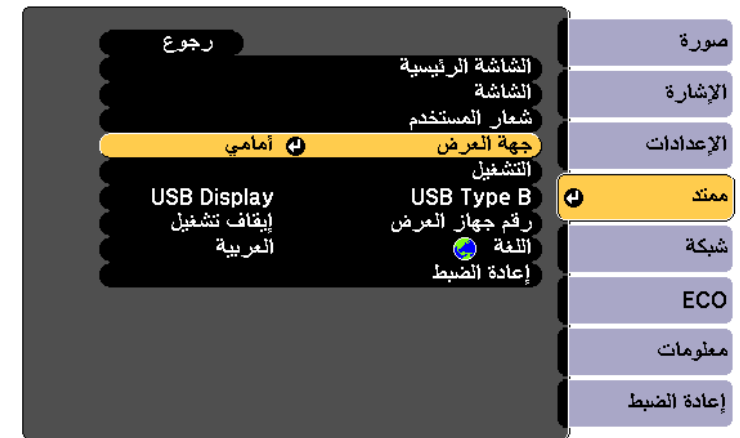 صورة
الإشارة
الإعدادات
ممتد
شبكة
ECO
معلومات
إعادة الضبط
رجوع
الشاشة الرئيسية
الشاشة
شعار المستخدم
جهة العرض أمامي
التشغيل
USB Type B USB Display
رقم جهاز العرض إيقاف تشغيل
اللغة العربية
إعادة الضبط